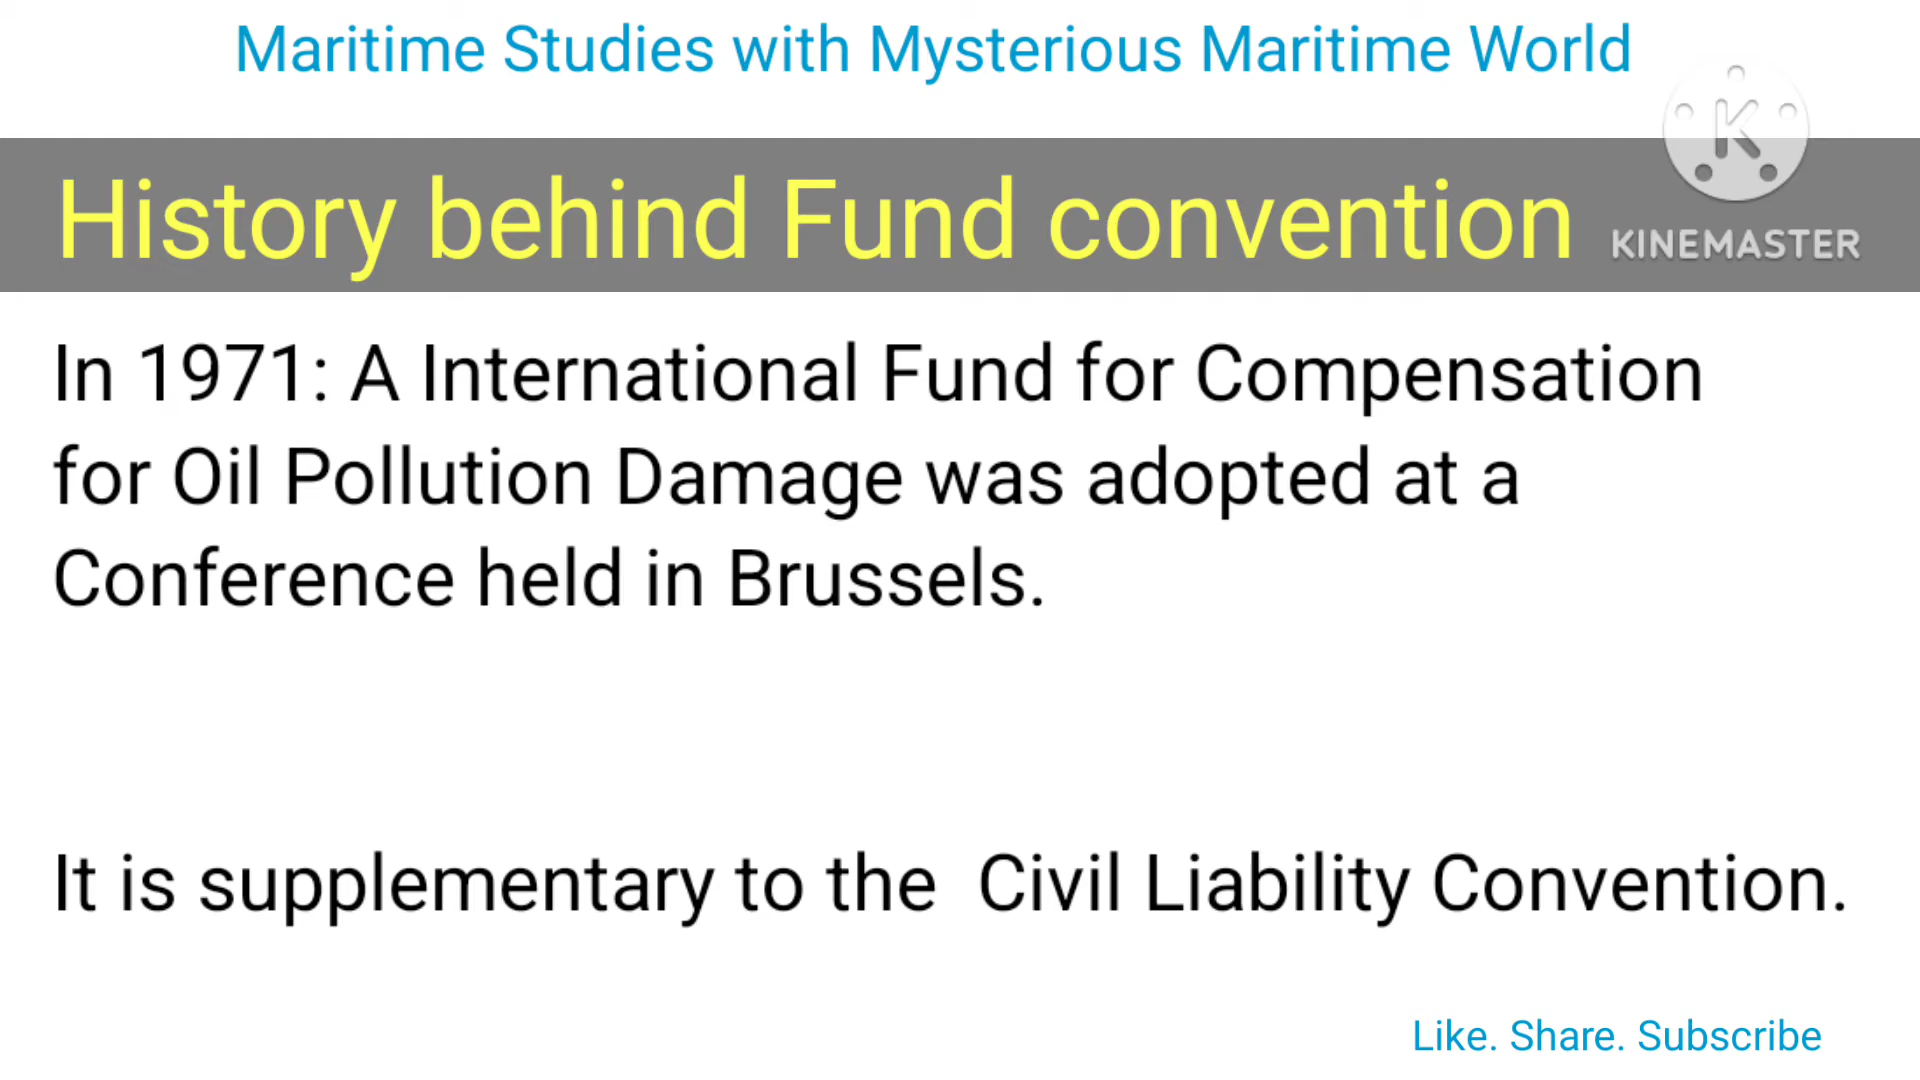 Maritime Studies with Mysterious Maritime World
K
History behind Fund convention
KINEMASTER
In 1971: A International Fund for Compensation
for Oil Pollution Damage was adopted at a
Conference held in Brussels.
It is supplementary to the  Civil Liability Convention.
Like. Share. Subscribe